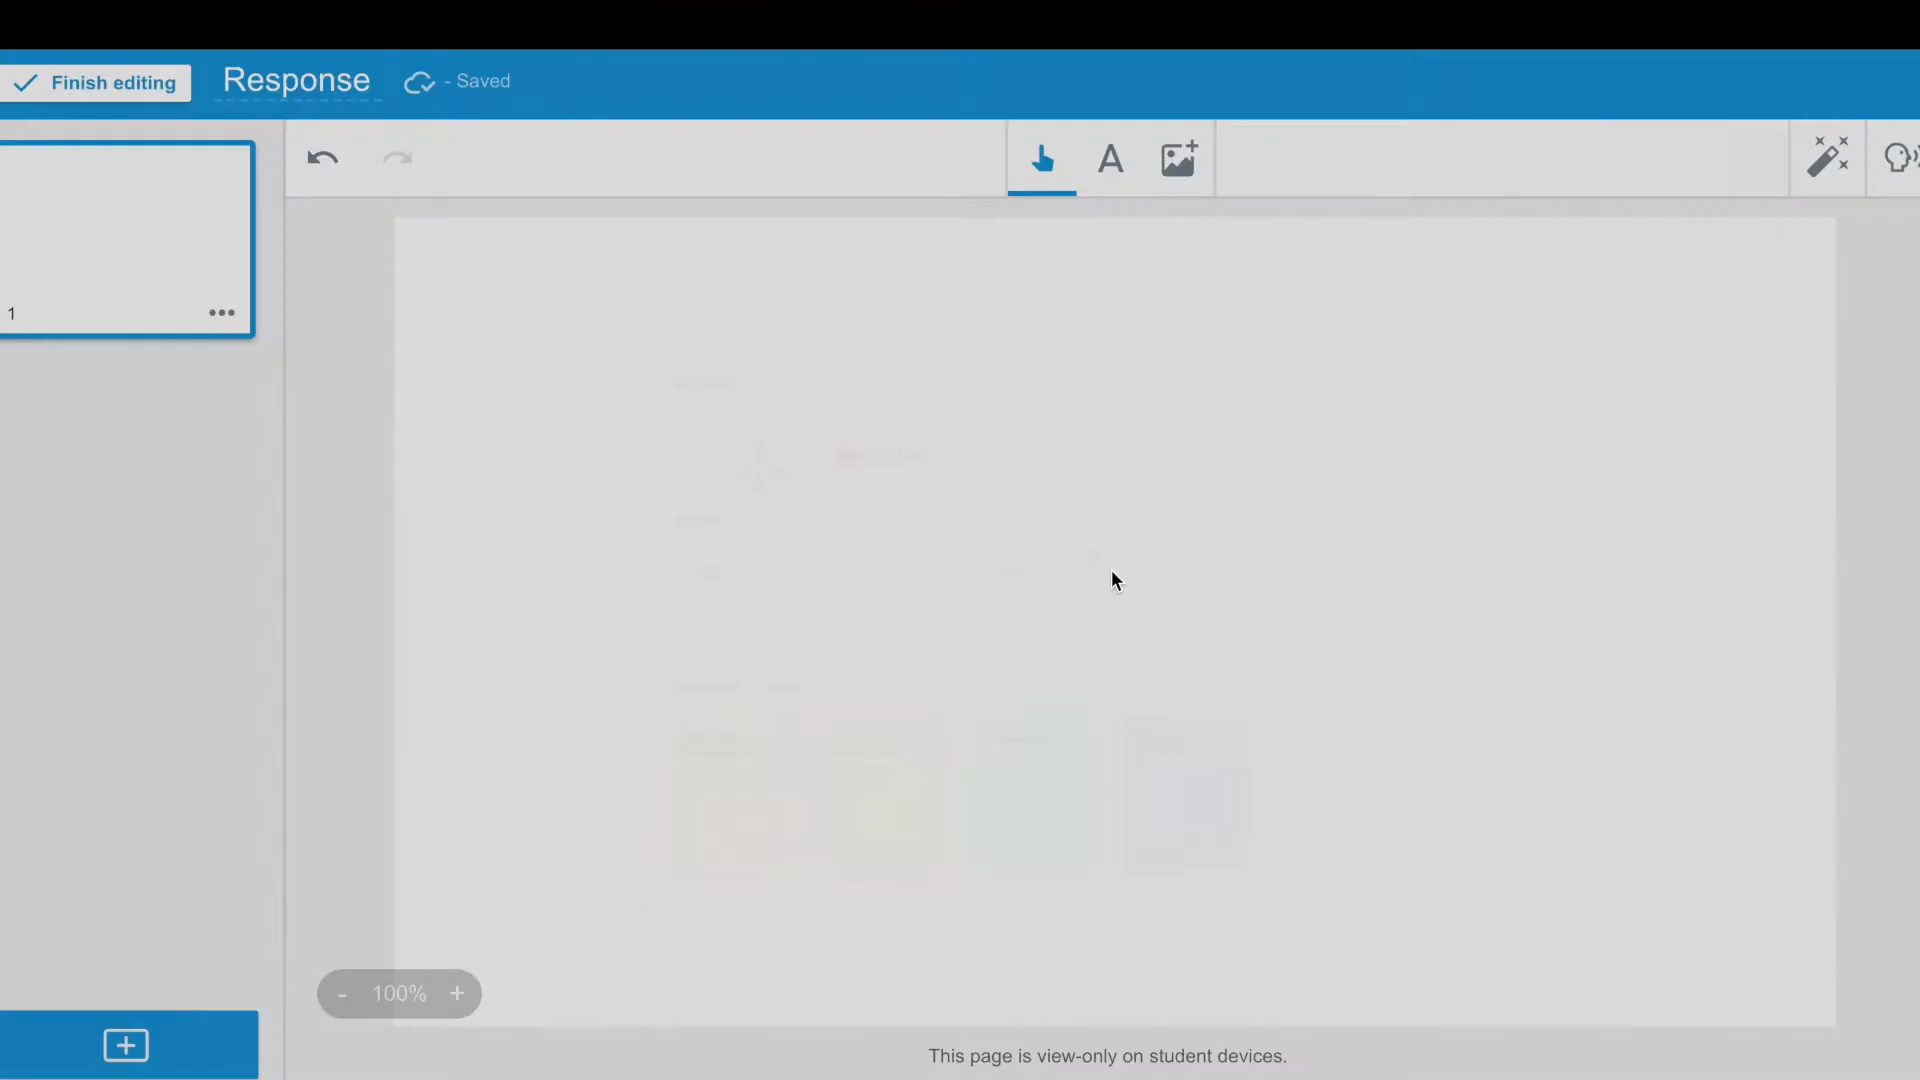 Finish editing
Response
- Saved
A
1
- 100% +
This page is view-only on student devices.